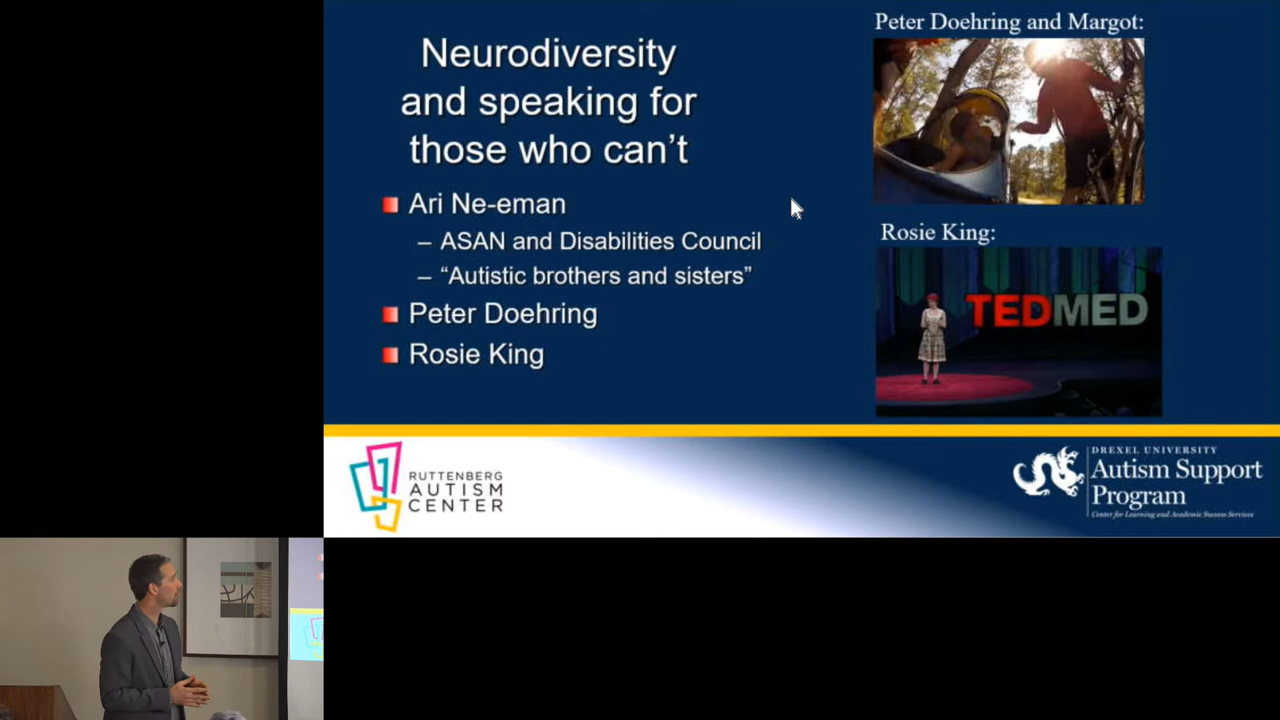 Neurodiversity
and speaking for
those who can't
Ari Ne-eman
– ASAN and Disabilities Council
– “Autistic brothers and sisters”
Peter Doehring
Rosie King
Peter Doehring and Margot:
Rosie King:
TEDMED
RUTTENBERG
AUTISM
CENTER
DREXEL UNIVERSITY
Autism Support
Program
Center for Learning and Academic Success Services